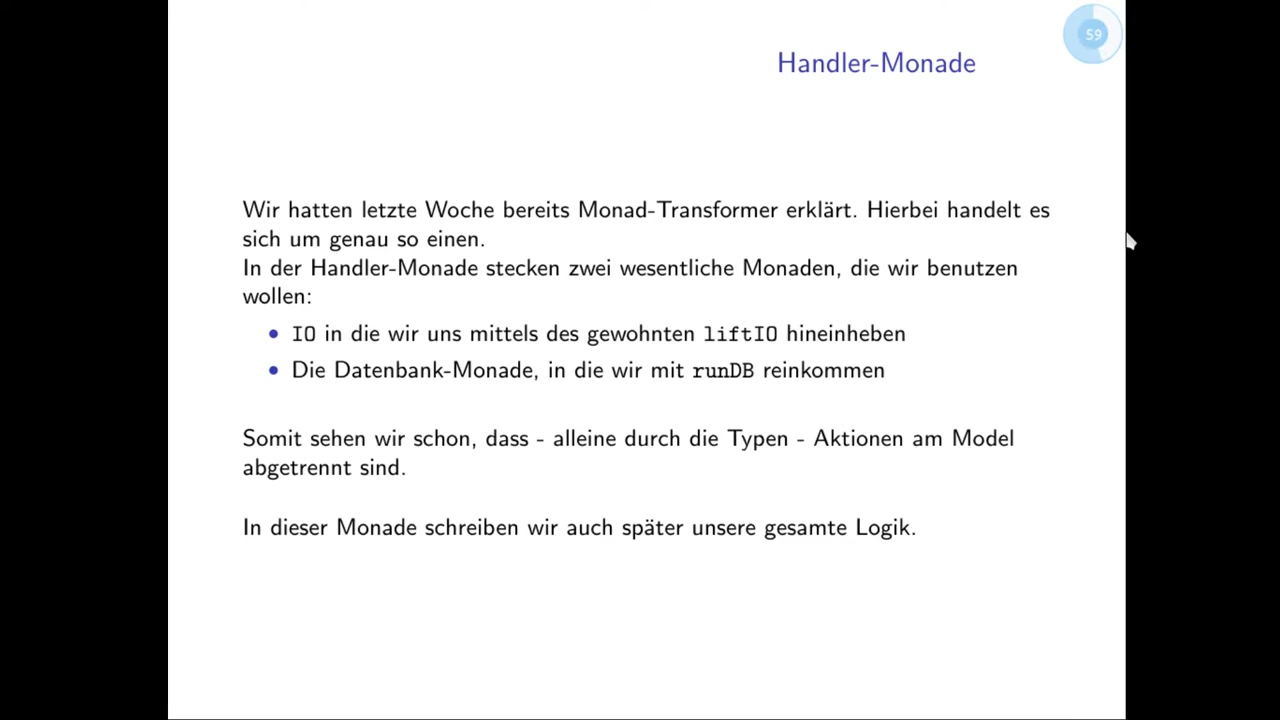 59
Handler-Monade
Wir hatten letzte Woche bereits Monad-Transformer erklärt. Hierbei handelt es
sich um genau so einen.
In der Handler-Monade stecken zwei wesentliche Monaden, die wir benutzen
wollen:
• IO in die wir uns mittels des gewohnten liftIO hineinheben
• Die Datenbank-Monade, in die wir mit runDB reinkommen
Somit sehen wir schon, dass - alleine durch die Typen - Aktionen am Model
abgetrennt sind.
In dieser Monade schreiben wir auch später unsere gesamte Logik.